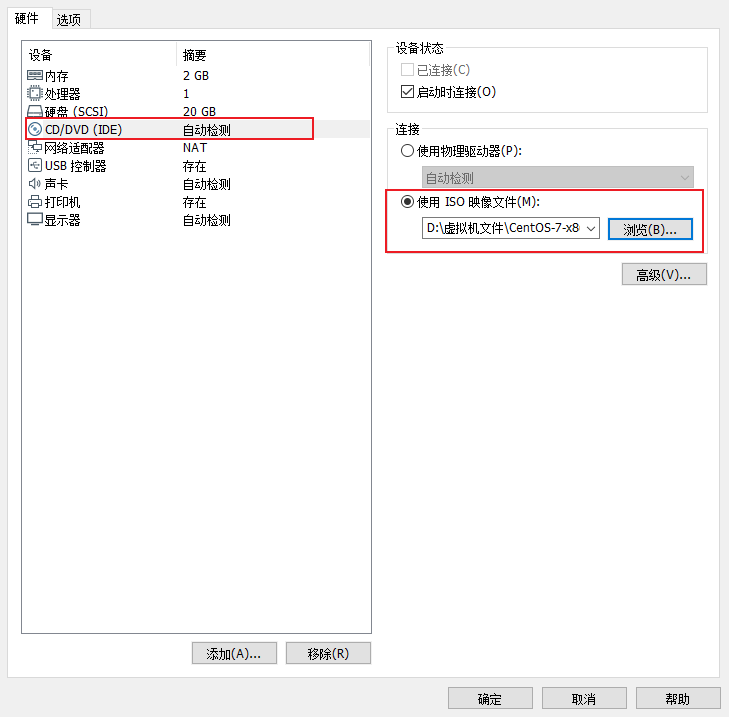 硬件 选项
设备 摘要
内存 2 GB
处理器 1
硬盘 (SCSI) 20 GB
CD/DVD (IDE) 自动检测
网络适配器 NAT
USB 控制器 存在
声卡 自动检测
打印机 存在
显示器 自动检测
添加(A)... 移除(R)
设备状态
已连接(C)
启动时连接(O)
连接
使用物理驱动器(P):
自动检测
使用 ISO 映像文件(M):
D:\虚拟机文件\CentOS-7-x8 浏览(B)...
高级(V)...
确定 取消 帮助